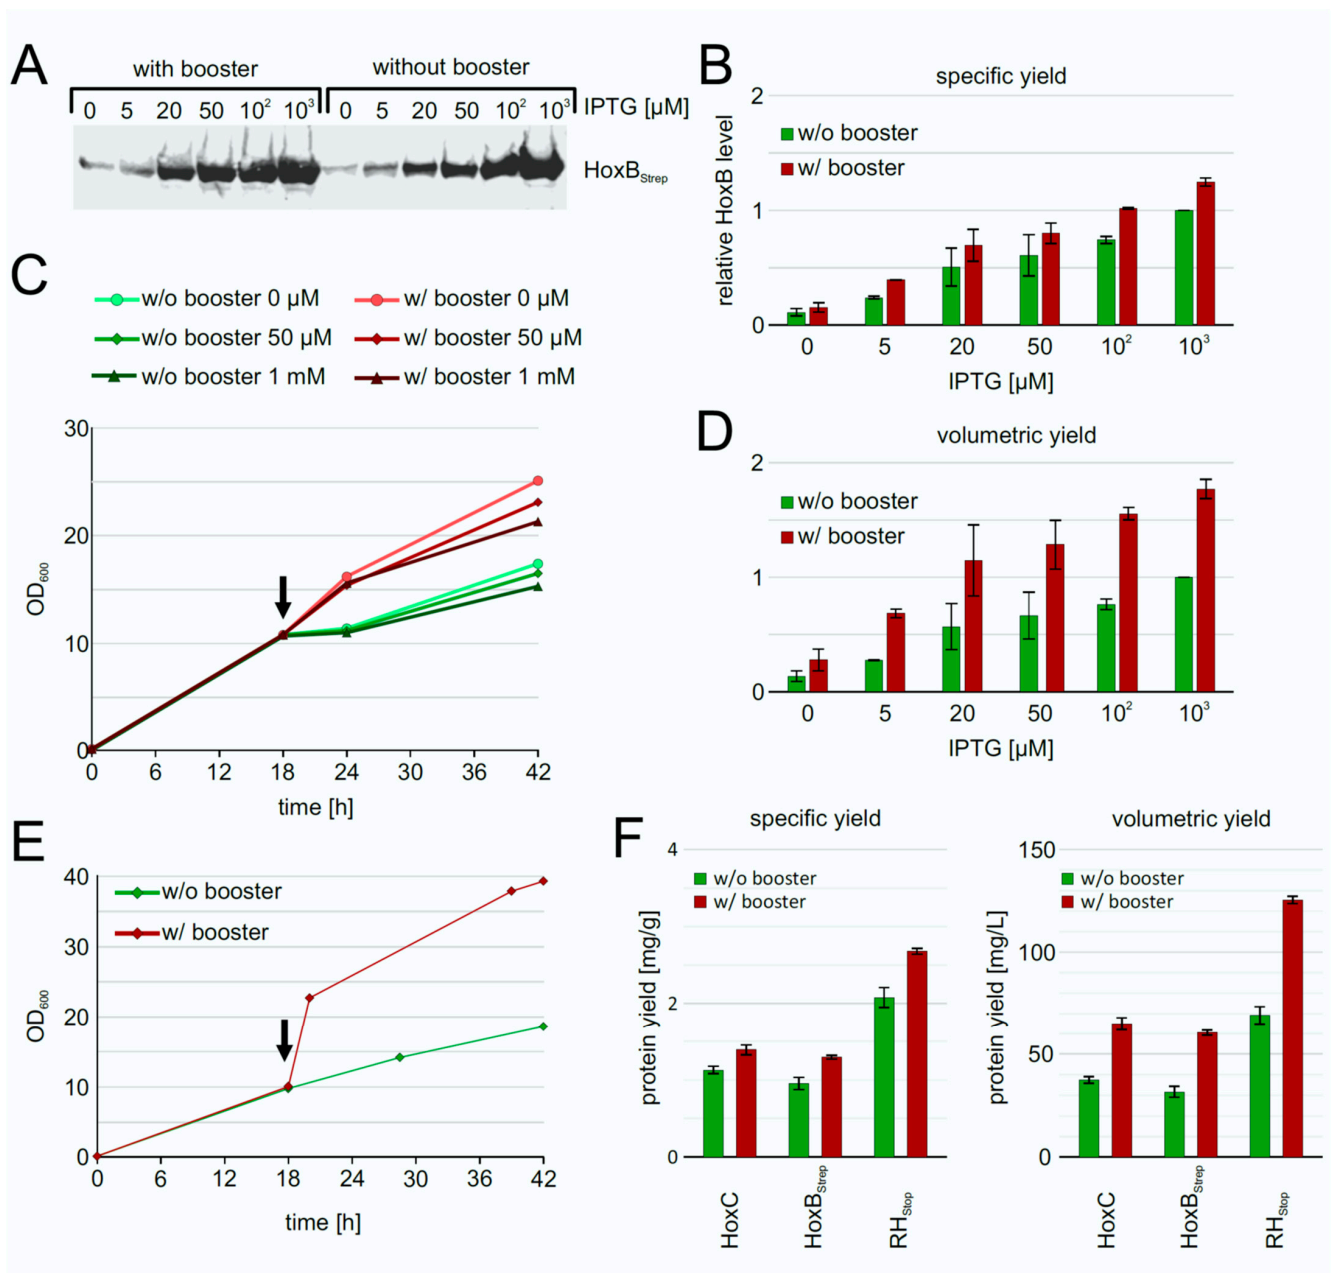 A
with booster
without booster
0 5 20 50 10² 10³ 0 5 20 50 10² 10³ IPTG [µM]
HoxB_Strep
B
specific yield
relative HoxB level
2
1
0
w/o booster
w/ booster
0 5 20 50 10² 10³
IPTG [µM]
C
w/o booster 0 µM
w/ booster 0 µM
w/o booster 50 µM
w/ booster 50 µM
w/o booster 1 mM
w/ booster 1 mM
OD₆₀₀
30
20
10
0
0 6 12 18 24 30 36 42
time [h]
D
volumetric yield
2
1
0
w/o booster
w/ booster
0 5 20 50 10² 10³
IPTG [µM]
E
OD₆₀₀
40
30
20
10
0
w/o booster
w/ booster
0 6 12 18 24 30 36 42
time [h]
F
specific yield
protein yield [mg/g]
4
2
0
w/o booster
w/ booster
HoxC
HoxB_Strep
RH_Stop
volumetric yield
protein yield [mg/L]
150
100
50
0
w/o booster
w/ booster
HoxC
HoxB_Strep
RH_Stop